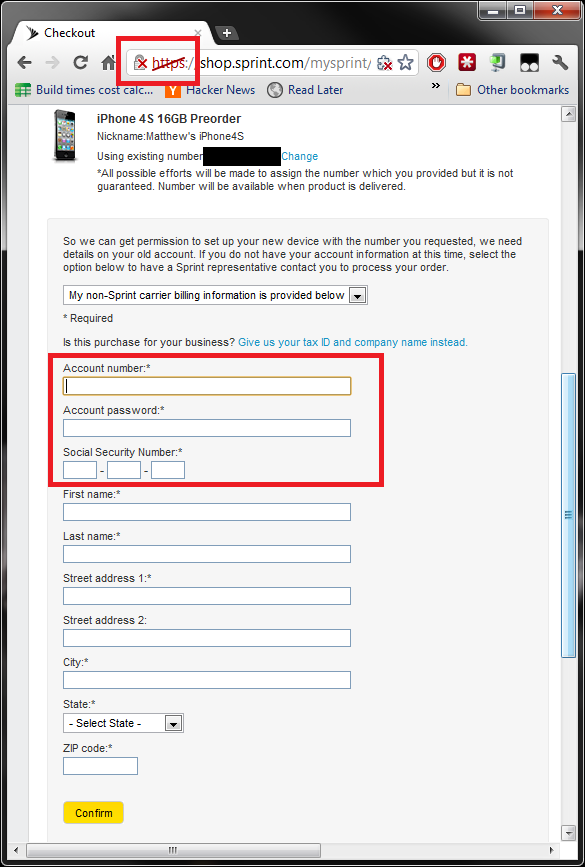 Checkout
https://shop.sprint.com/mysprint/
Build times cost calc... Hacker News Read Later » Other bookmarks
iPhone 4S 16GB Preorder
Nickname:Matthew's iPhone4S
Using existing number Change
*All possible efforts will be made to assign the number which you provided but it is not
guaranteed. Number will be available when product is delivered.
So we can get permission to set up your new device with the number you requested, we need
details on your old account. If you do not have your account information at this time, select the
option below to have a Sprint representative contact you to process your order.
My non-Sprint carrier billing information is provided below
* Required
Is this purchase for your business? Give us your tax ID and company name instead.
Account number:*
Account password:*
Social Security Number:*
- -
First name:*
Last name:*
Street address 1:*
Street address 2:
City:*
State:*
- Select State -
ZIP code:*
Confirm